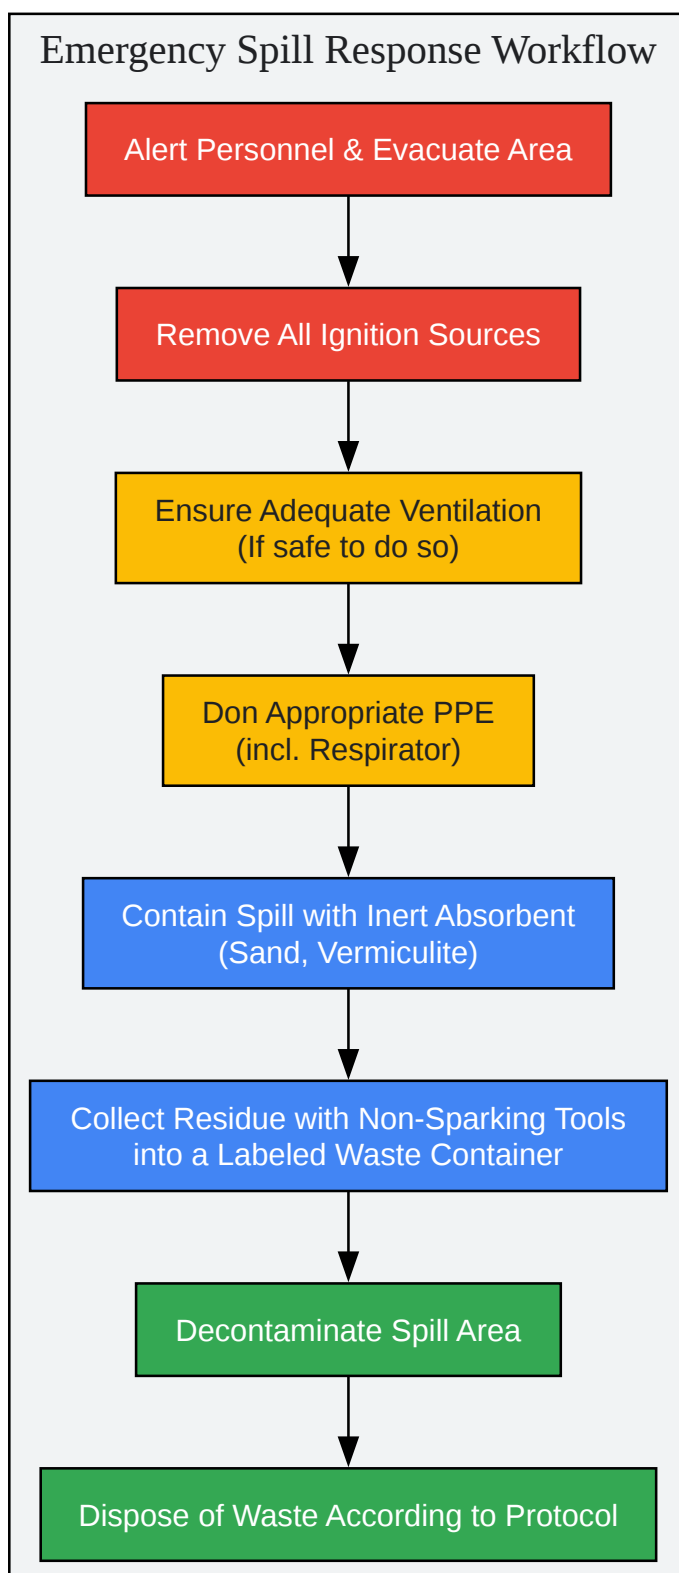 Emergency Spill Response Workflow
Alert Personnel & Evacuate Area
Remove All Ignition Sources
Ensure Adequate Ventilation
(If safe to do so)
Don Appropriate PPE
(incl. Respirator)
Contain Spill with Inert Absorbent
(Sand, Vermiculite)
Collect Residue with Non-Sparking Tools
into a Labeled Waste Container
Decontaminate Spill Area
Dispose of Waste According to Protocol